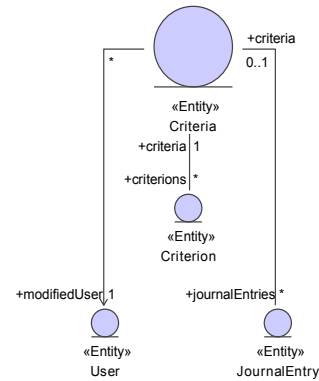 +criteria
*
0..1
«Entity»
Criteria
+criteria 1
+criterions *
«Entity»
Criterion
+modifiedUser 1
+journalEntries *
«Entity»
User
«Entity»
JournalEntry